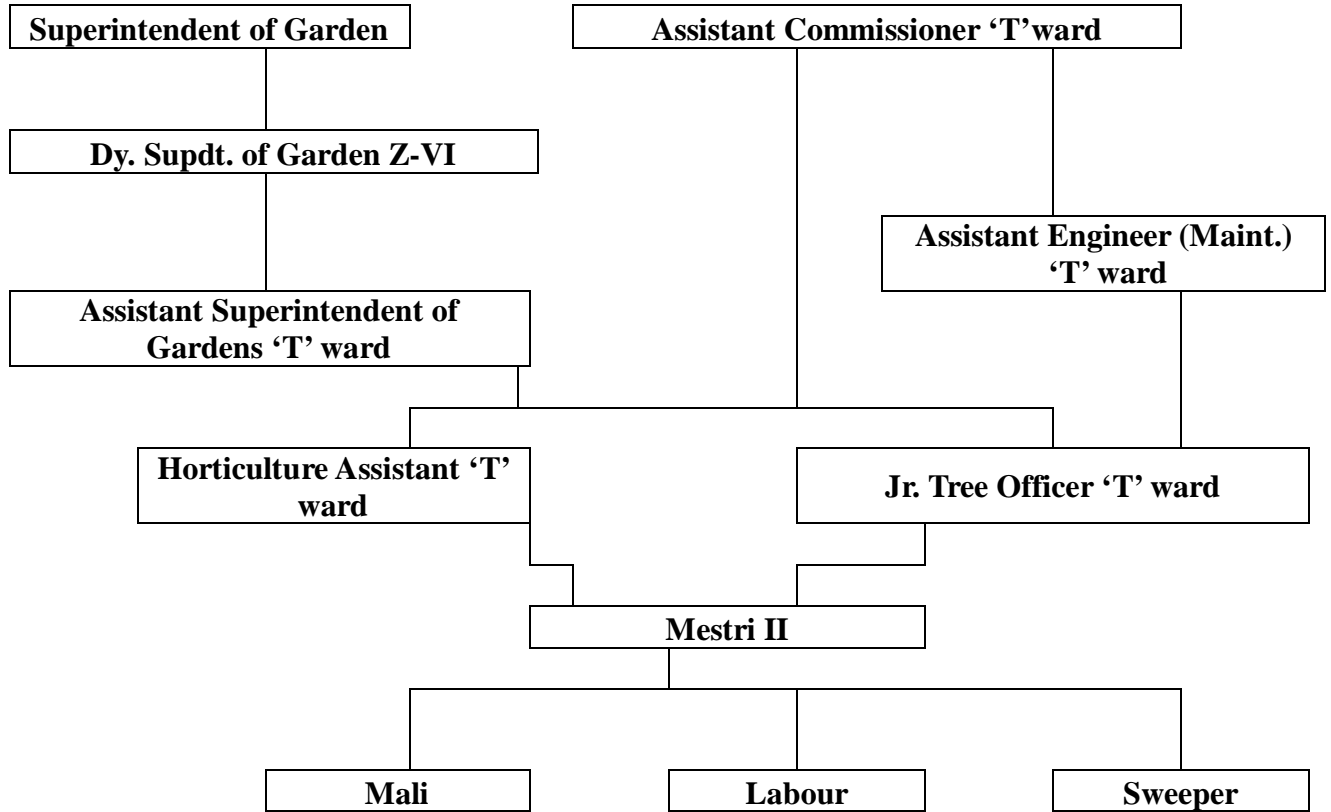 Superintendent of Garden
Assistant Commissioner ‘T’ward
Dy. Supdt. of Garden Z-VI
Assistant Engineer (Maint.)
‘T’ ward
Assistant Superintendent of
Gardens ‘T’ ward
Horticulture Assistant ‘T’
ward
Jr. Tree Officer ‘T’ ward
Mestri II
Mali
Labour
Sweeper